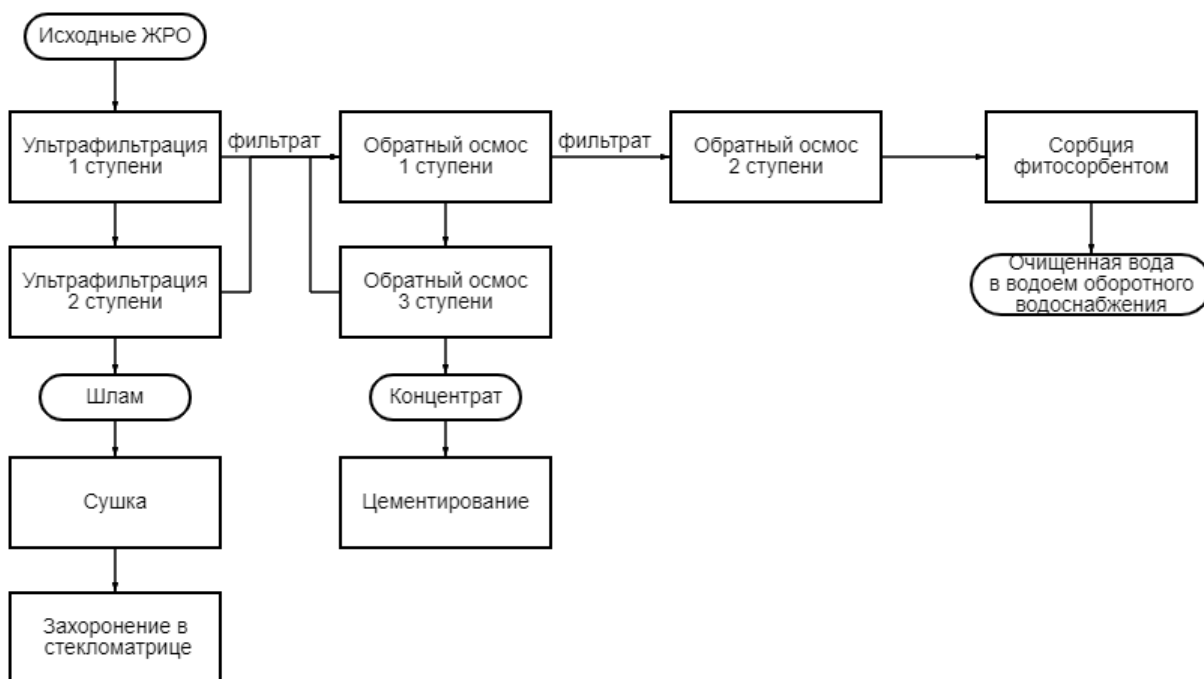 Исходные ЖРО
Ультрафильтрация
1 ступени
фильтрат
Обратный осмос
1 ступени
фильтрат
Обратный осмос
2 ступени
Сорбция
фитосорбентом
Ультрафильтрация
2 ступени
Обратный осмос
3 ступени
Очищенная вода
в водоем оборотного
водоснабжения
Шлам
Концентрат
Сушка
Цементирование
Захоронение в
стекломатрице